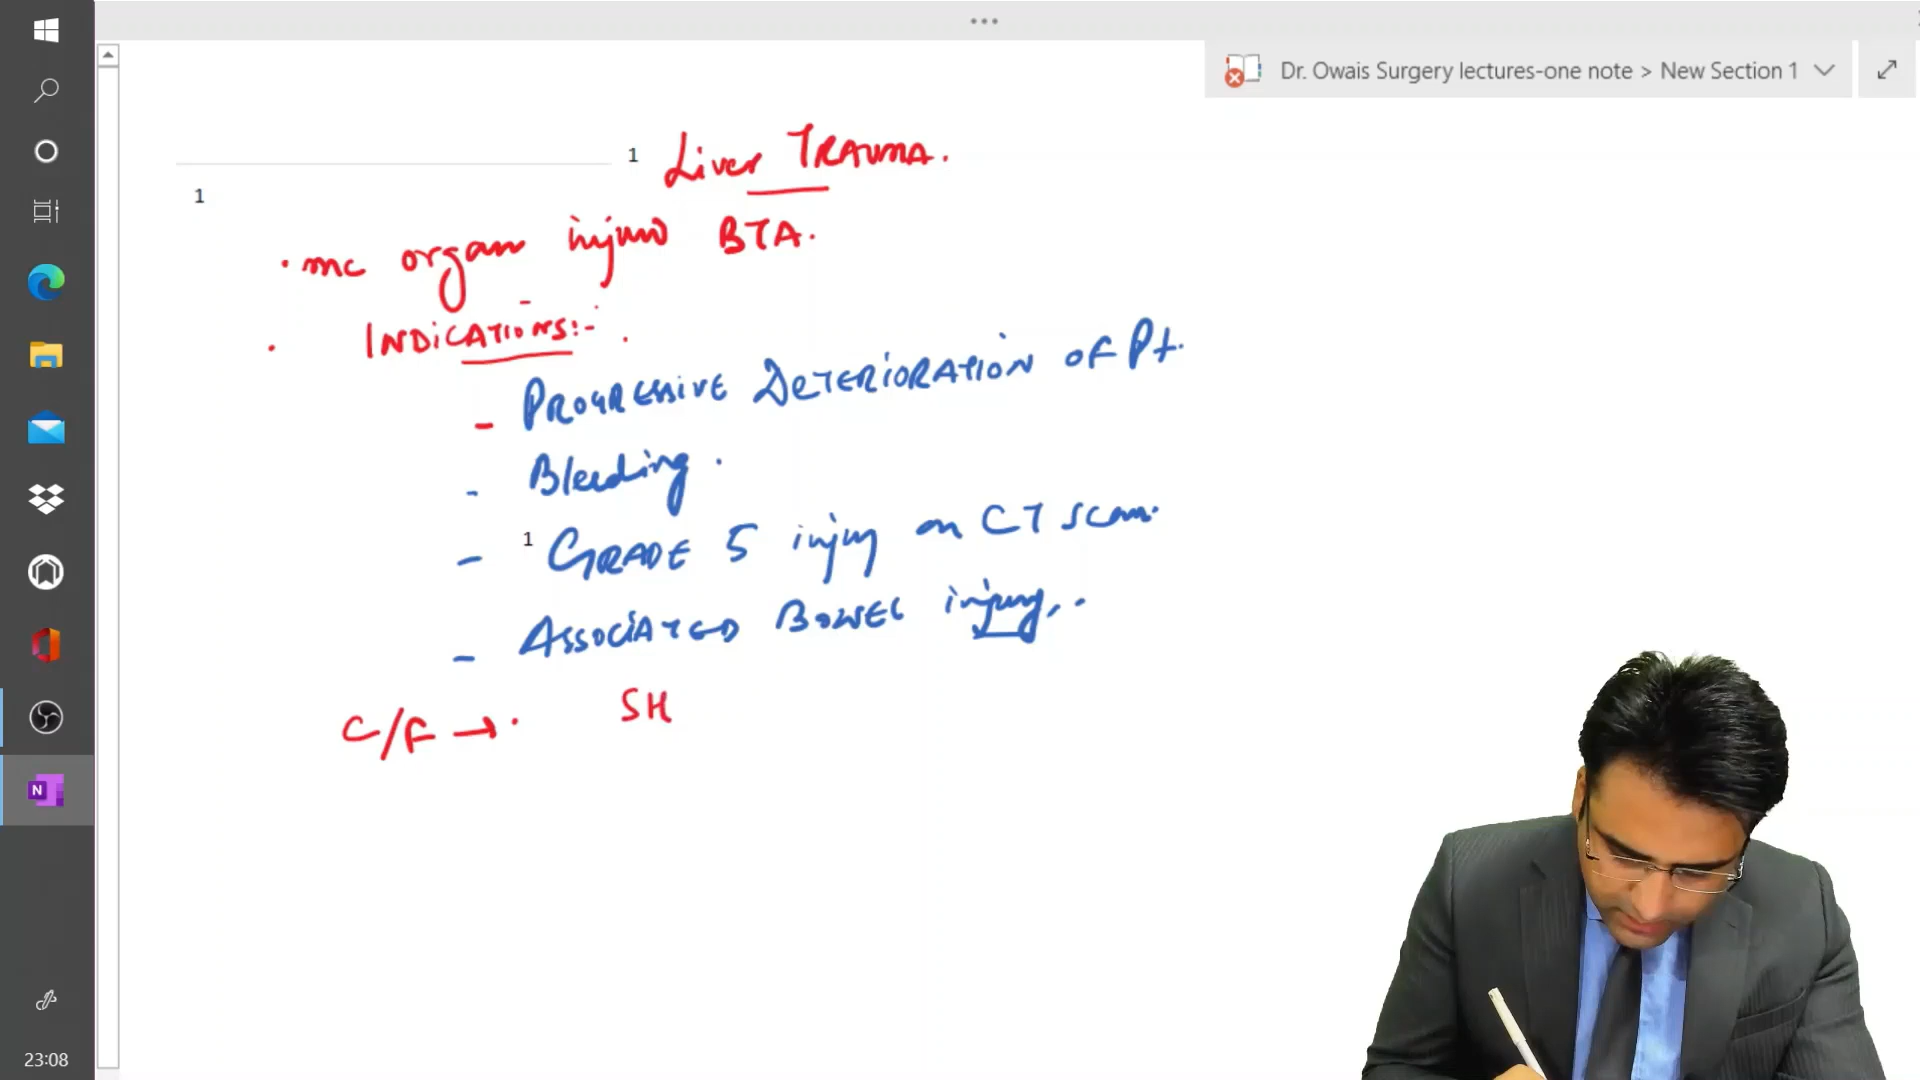 Dr. Owais Surgery lectures-one note > New Section 1
1 Liver TRAUMA.
1
. mc organ injured BTA.
. INDICATIONS:-
- PROGRESSIVE DETERIORATION OF Pt.
- Bleeding.
- 1 GRADE 5 injury on CT scan.
- ASSOCIATED BOWEL injury..
C/F → . SH
N
23:08